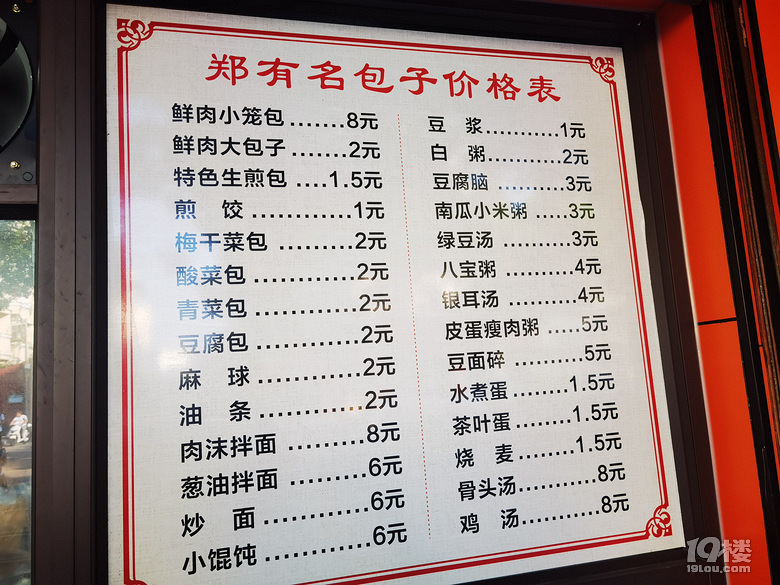 郑有名包子价格表
鲜肉小笼包.......8元
鲜肉大包子.......2元
特色生煎包....1.5元
煎 饺............1元
梅干菜包.........2元
酸菜包............2元
青菜包............2元
豆腐包............2元
麻 球.............2元
油 条.............2元
肉沫拌面.........8元
葱油拌面.........6元
炒 面.............6元
小馄饨............6元
豆 浆...........1元
白 粥...........2元
豆腐脑..........3元
南瓜小米粥.....3元
绿豆汤..........3元
八宝粥..........4元
银耳汤..........4元
皮蛋瘦肉粥.....5元
豆面碎..........5元
水煮蛋........1.5元
茶叶蛋........1.5元
烧 麦.........1.5元
骨头汤...........8元
鸡 汤...........8元
19楼
19lou.com